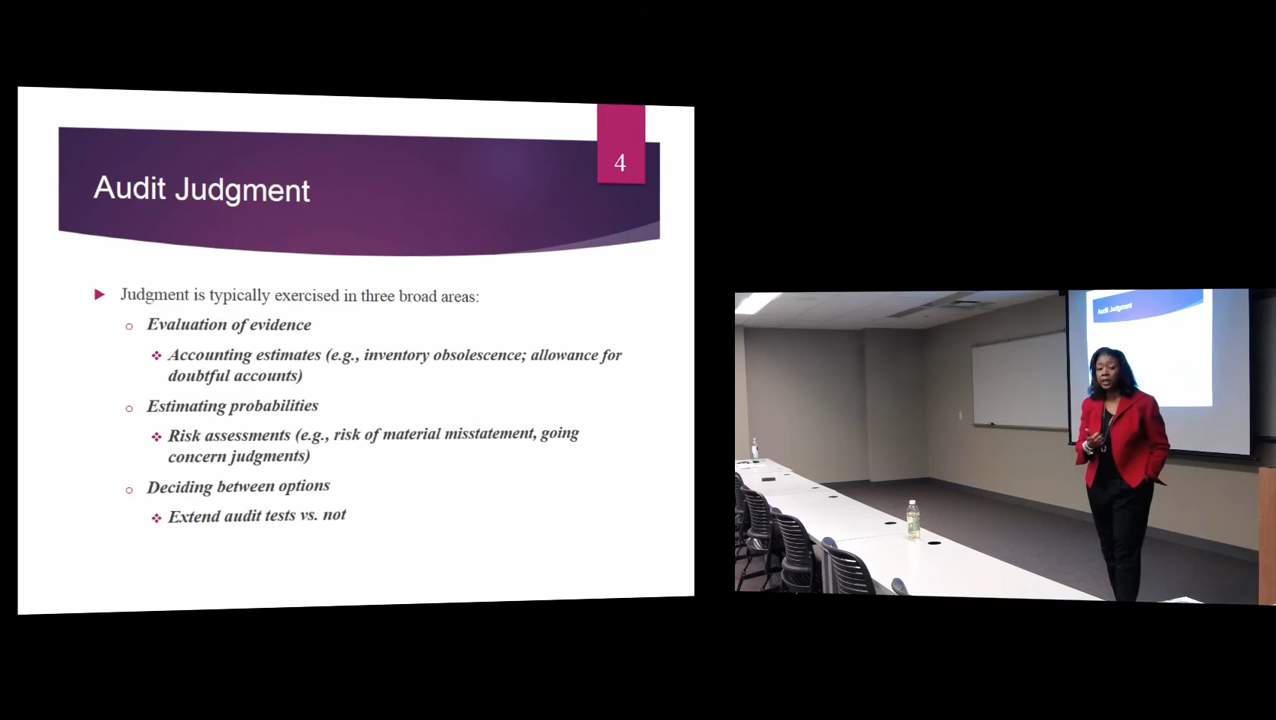 4
Audit Judgment
Judgment is typically exercised in three broad areas:
Evaluation of evidence
Accounting estimates (e.g., inventory obsolescence; allowance for
doubtful accounts)
Estimating probabilities
Risk assessments (e.g., risk of material misstatement, going
concern judgments)
Deciding between options
Extend audit tests vs. not
Audit Judgment